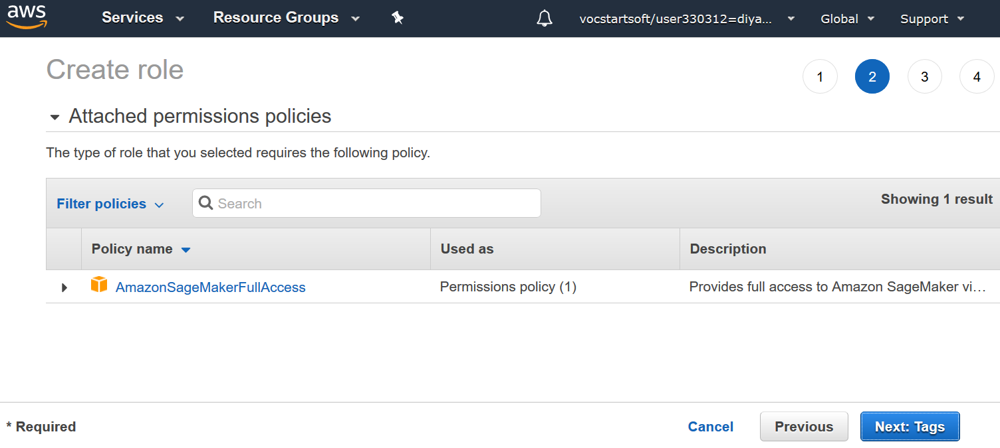 aws Services Resource Groups vocstartsoft/user330312=diya... Global Support
Create role
1 2 3 4
Attached permissions policies
The type of role that you selected requires the following policy.
Filter policies Search Showing 1 result
Policy name Used as Description
AmazonSageMakerFullAccess Permissions policy (1) Provides full access to Amazon SageMaker vi...
* Required Cancel Previous Next: Tags